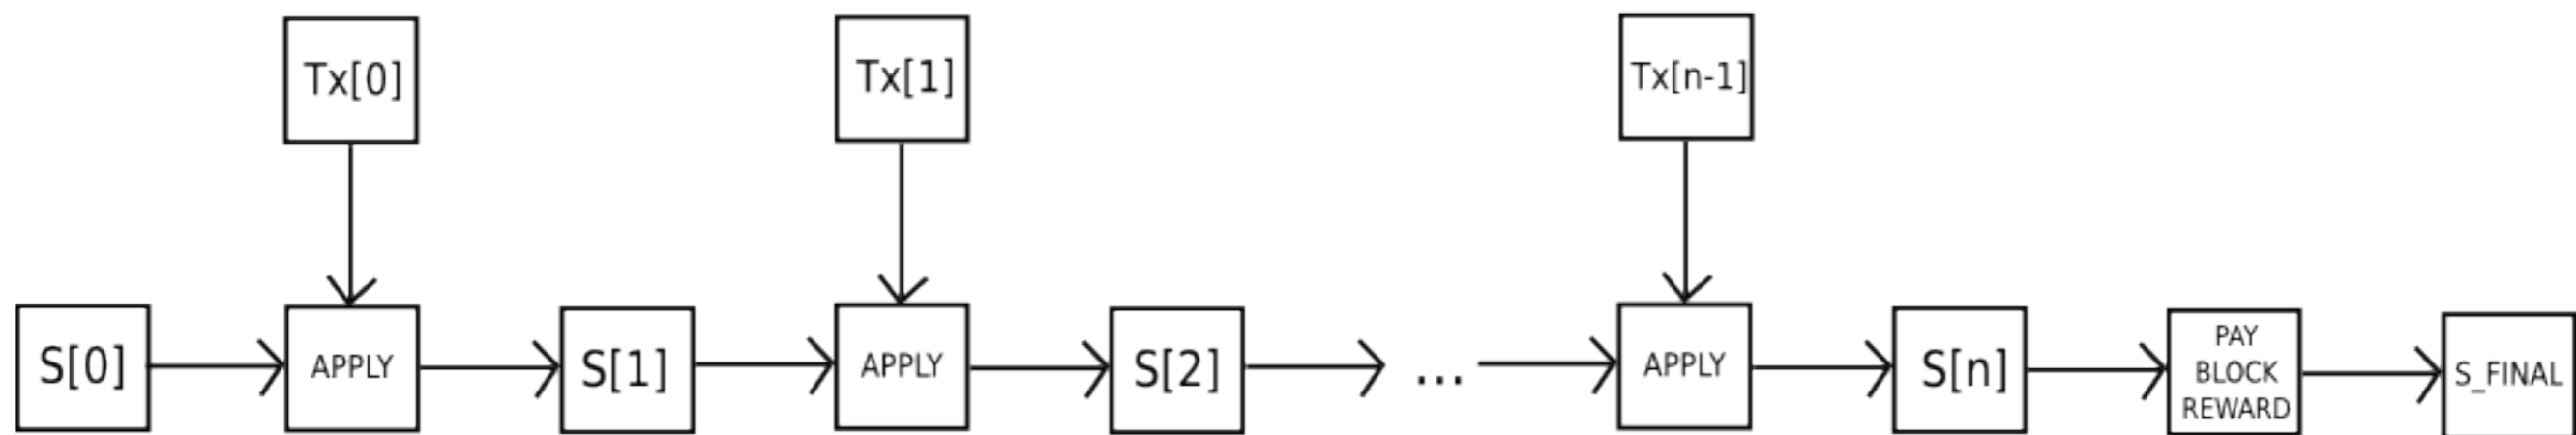 Tx[0]
Tx[1]
Tx[n-1]
S[0]
APPLY
S[1]
APPLY
S[2]
...
APPLY
S[n]
PAY
BLOCK
REWARD
S_FINAL